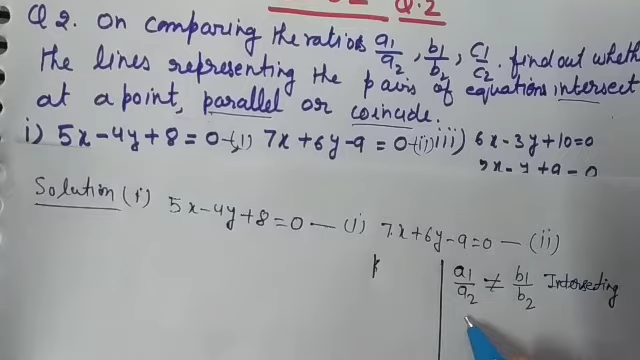 Q.2
Q 2. On comparing the ratios a1/a2, b1/b2, c1/c2. find out wheth
the lines representing the pairs of equations intersect
at a point, parallel or coincide.
i) 5x-4y+8=0-(i) 7x+6y-9=0-(ii) iii) 6x-3y+10=0
2x-y+9=0
Solution (i) 5x-4y+8=0 — (i) 7x+6y-9=0 — (ii)
a1/a2 ≠ b1/b2 Intersecting